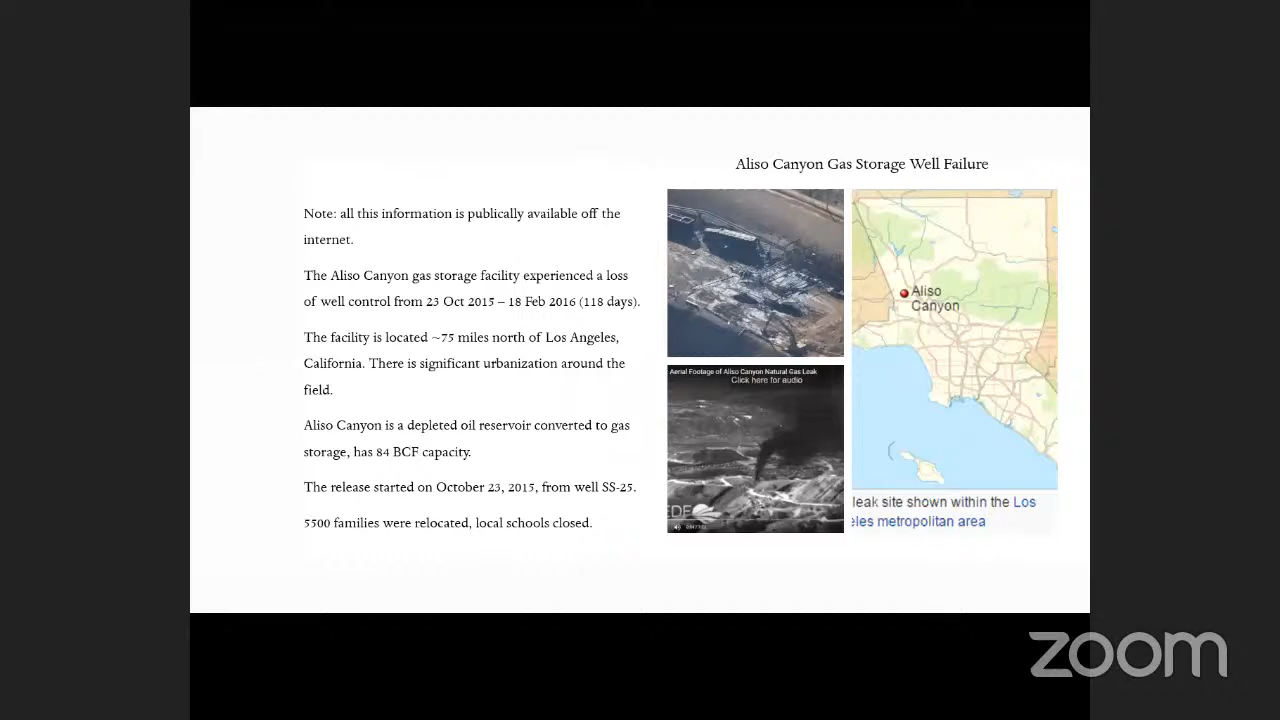 Aliso Canyon Gas Storage Well Failure
Note: all this information is publically available off the
internet.
The Aliso Canyon gas storage facility experienced a loss
of well control from 23 Oct 2015 – 18 Feb 2016 (118 days).
The facility is located ~75 miles north of Los Angeles,
California. There is significant urbanization around the
field.
Aliso Canyon is a depleted oil reservoir converted to gas
storage, has 84 BCF capacity.
The release started on October 23, 2015, from well SS-25.
5500 families were relocated, local schools closed.
Aerial Footage of Aliso Canyon Natural Gas Leak
Click here for audio
EDF
Aliso
Canyon
leak site shown within the Los
eles metropolitan area
zoom